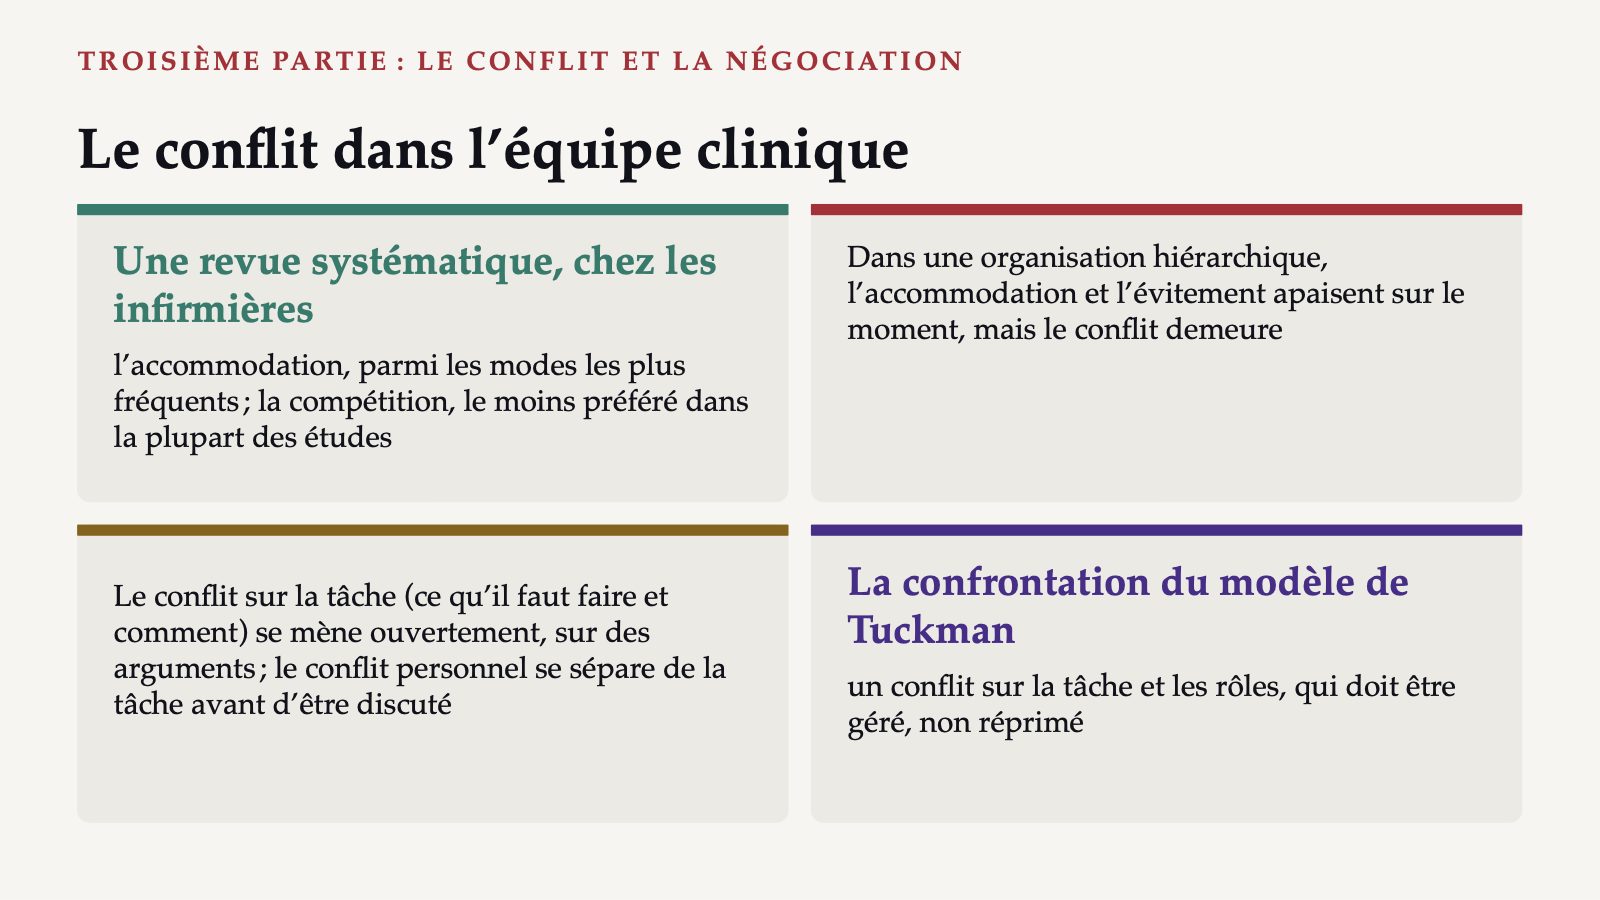 TROISIÈME PARTIE : LE CONFLIT ET LA NÉGOCIATION
Le conflit dans l’équipe clinique
Une revue systématique, chez les
infirmières
l’accommodation, parmi les modes les plus
fréquents ; la compétition, le moins préféré dans
la plupart des études
Dans une organisation hiérarchique,
l’accommodation et l’évitement apaisent sur le
moment, mais le conflit demeure
Le conflit sur la tâche (ce qu’il faut faire et
comment) se mène ouvertement, sur des
arguments ; le conflit personnel se sépare de la
tâche avant d’être discuté
La confrontation du modèle de
Tuckman
un conflit sur la tâche et les rôles, qui doit être
géré, non réprimé